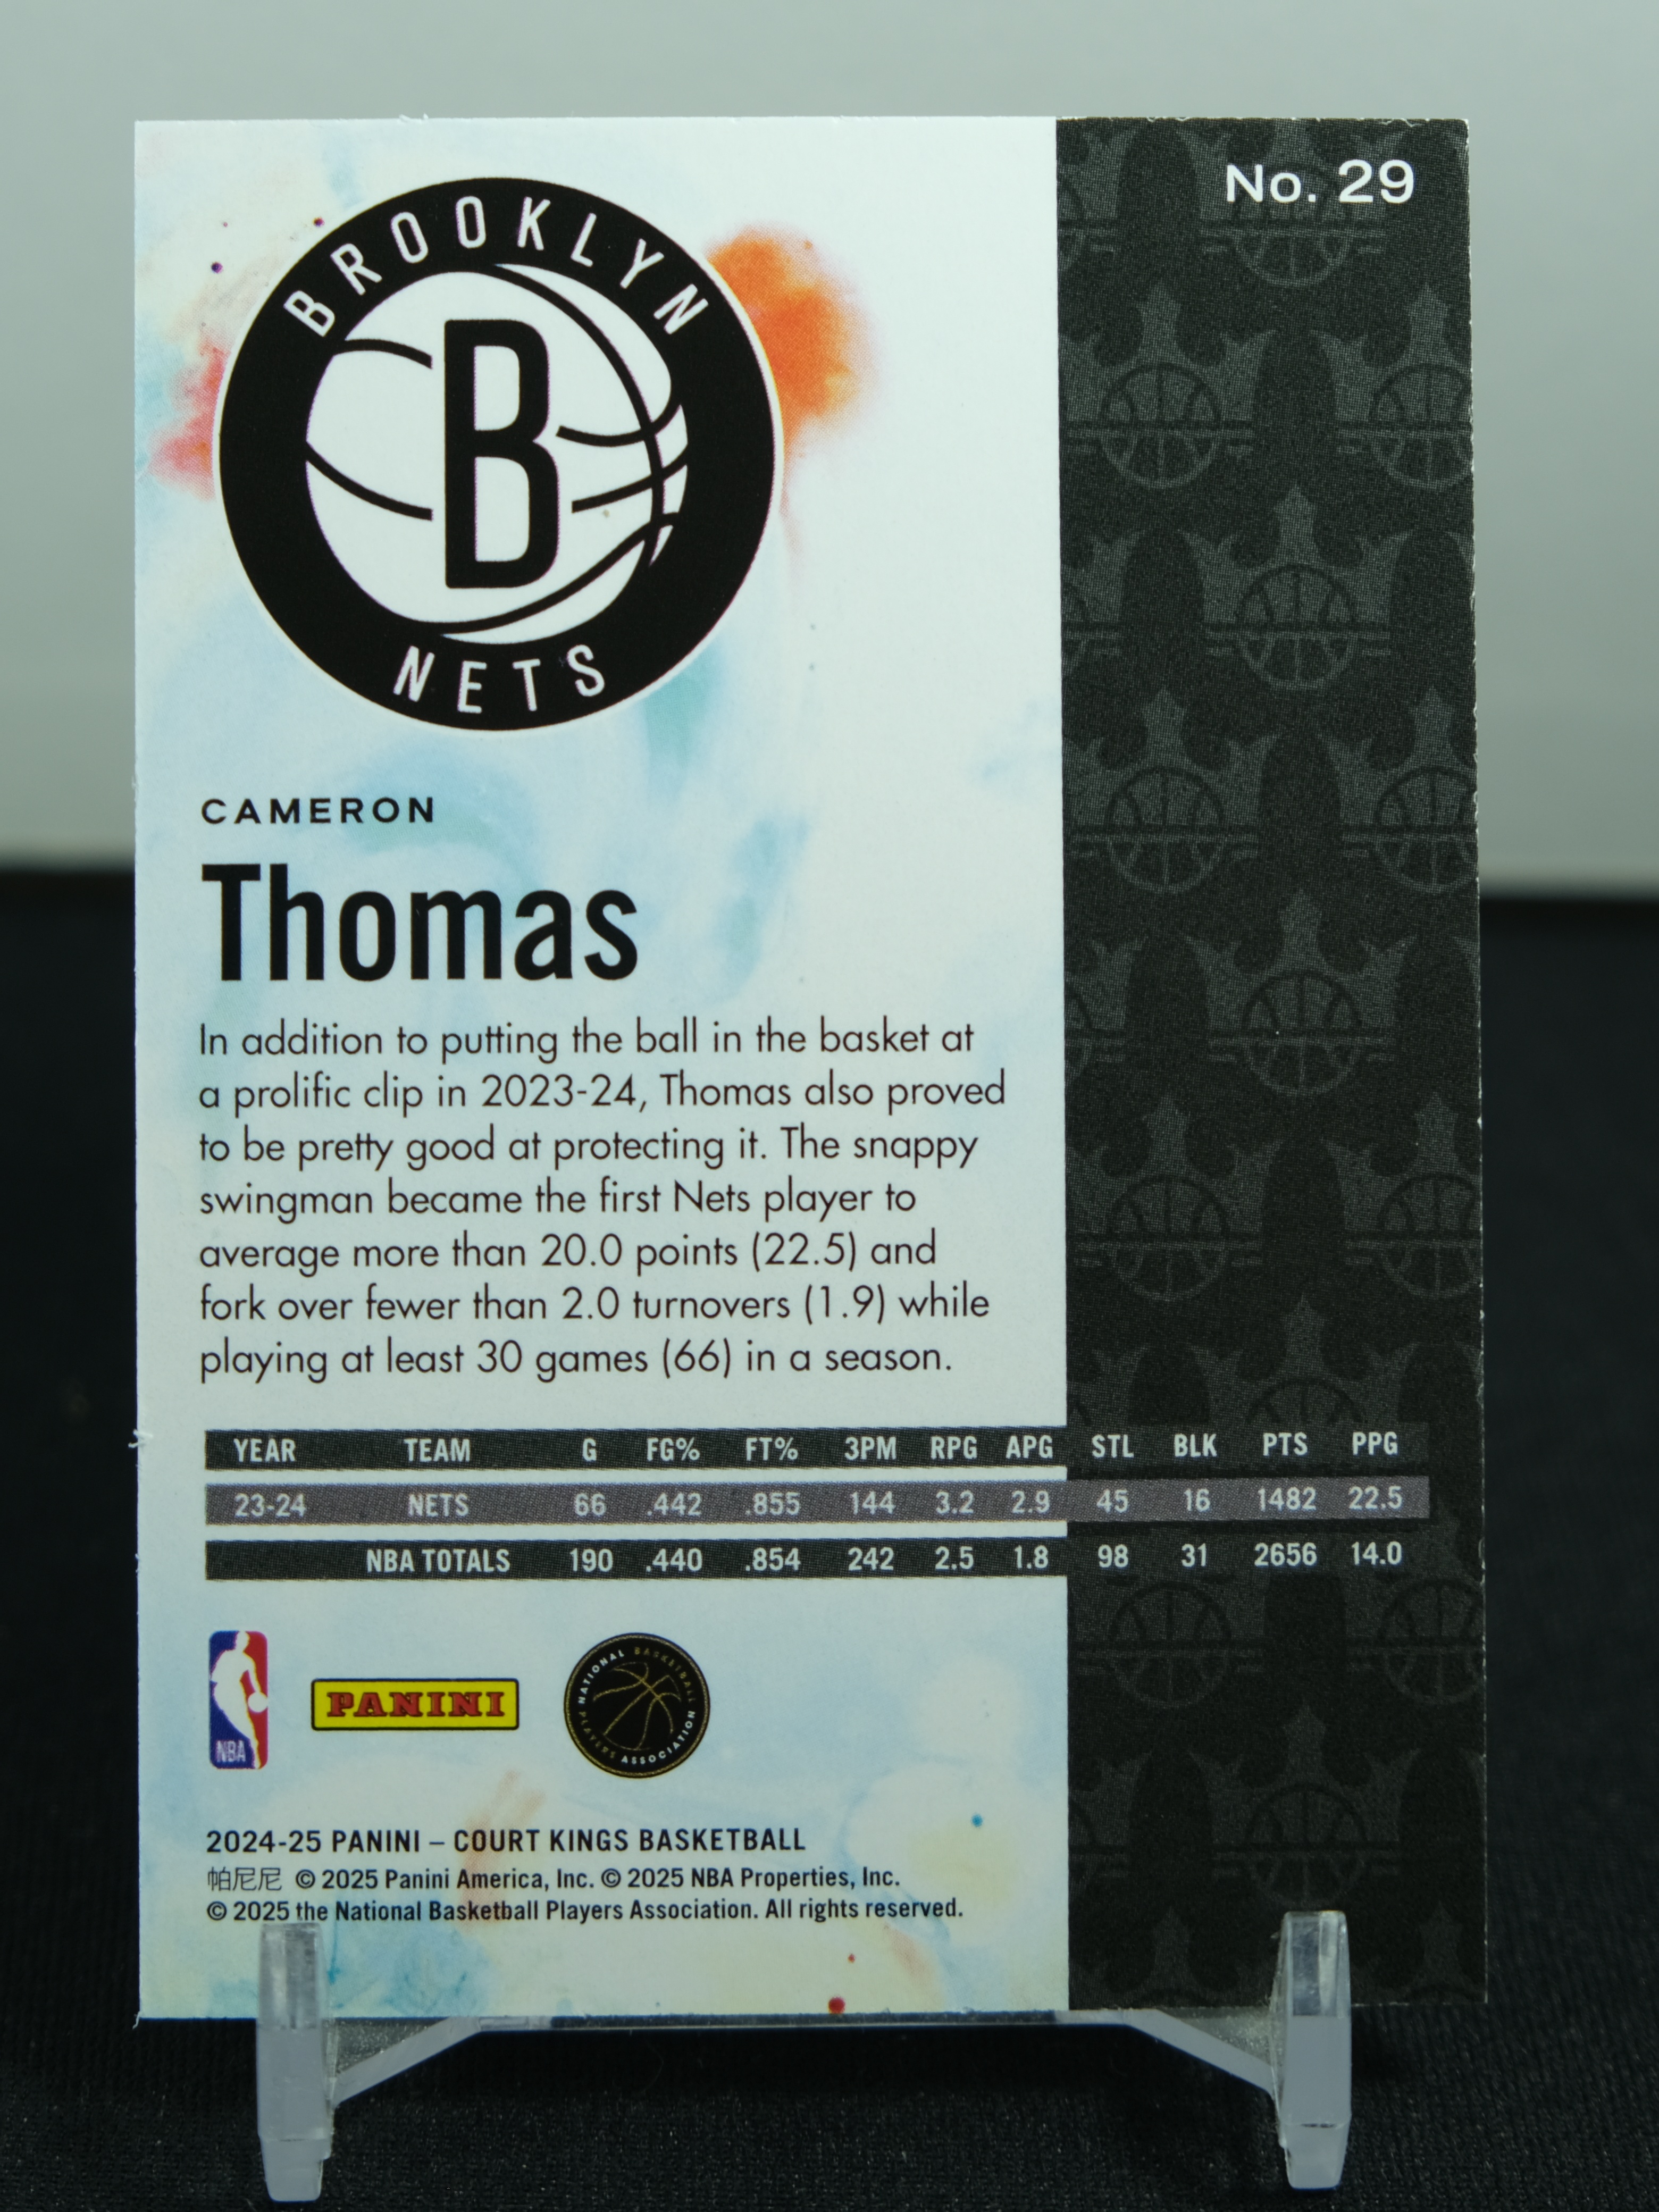 No. 29
BROOKLYN
B
NETS
CAMERON
Thomas
In addition to putting the ball in the basket at
a prolific clip in 2023-24, Thomas also proved
to be pretty good at protecting it. The snappy
swingman became the first Nets player to
average more than 20.0 points (22.5) and
fork over fewer than 2.0 turnovers (1.9) while
playing at least 30 games (66) in a season.
YEAR TEAM G FG% FT% 3PM RPG APG STL BLK PTS PPG
23-24 NETS 66 .442 .855 144 3.2 2.9 45 16 1482 22.5
NBA TOTALS 190 .440 .854 242 2.5 1.8 98 31 2656 14.0
NBA
PANINI
NATIONAL BASKETBALL PLAYERS ASSOCIATION
2024-25 PANINI – COURT KINGS BASKETBALL
帕尼尼 © 2025 Panini America, Inc. © 2025 NBA Properties, Inc.
© 2025 the National Basketball Players Association. All rights reserved.